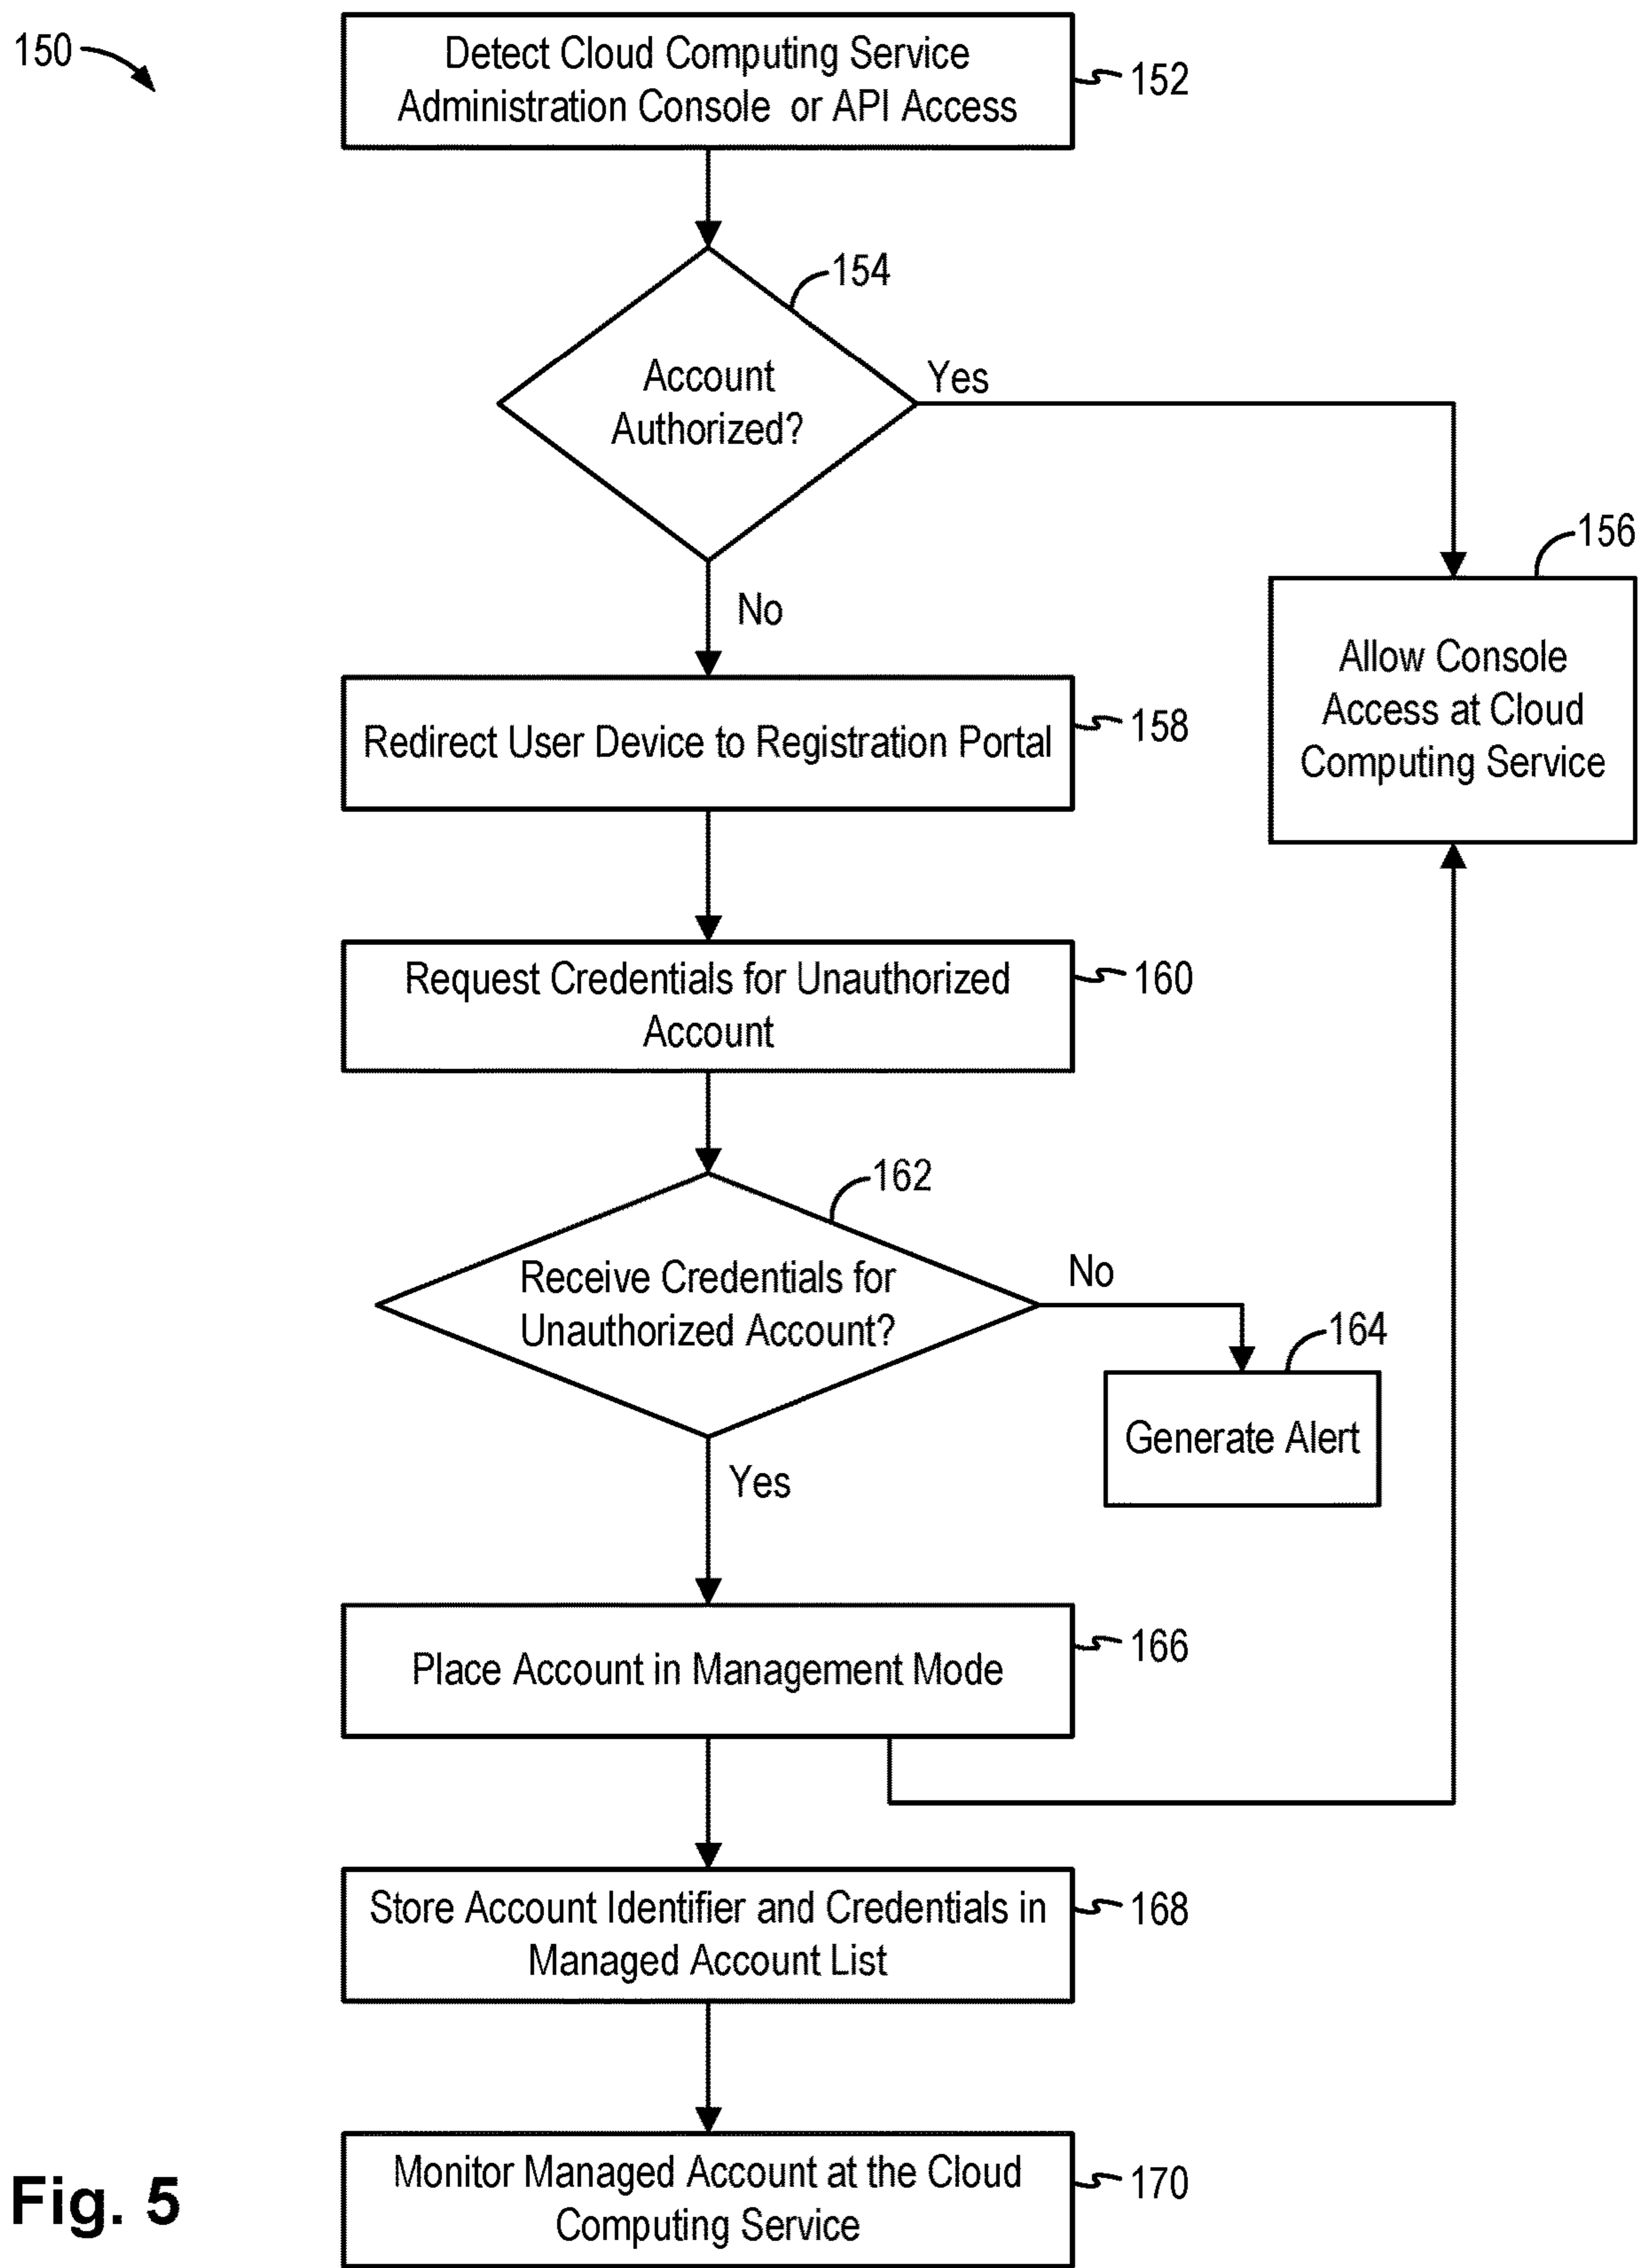 150
Detect Cloud Computing Service
Administration Console or API Access
152
154
Account
Authorized?
Yes
156
No
Allow Console
Access at Cloud
Computing Service
Redirect User Device to Registration Portal
158
Request Credentials for Unauthorized
Account
160
162
Receive Credentials for
Unauthorized Account?
No
164
Generate Alert
Yes
Place Account in Management Mode
166
Store Account Identifier and Credentials in
Managed Account List
168
Monitor Managed Account at the Cloud
Computing Service
170
Fig. 5